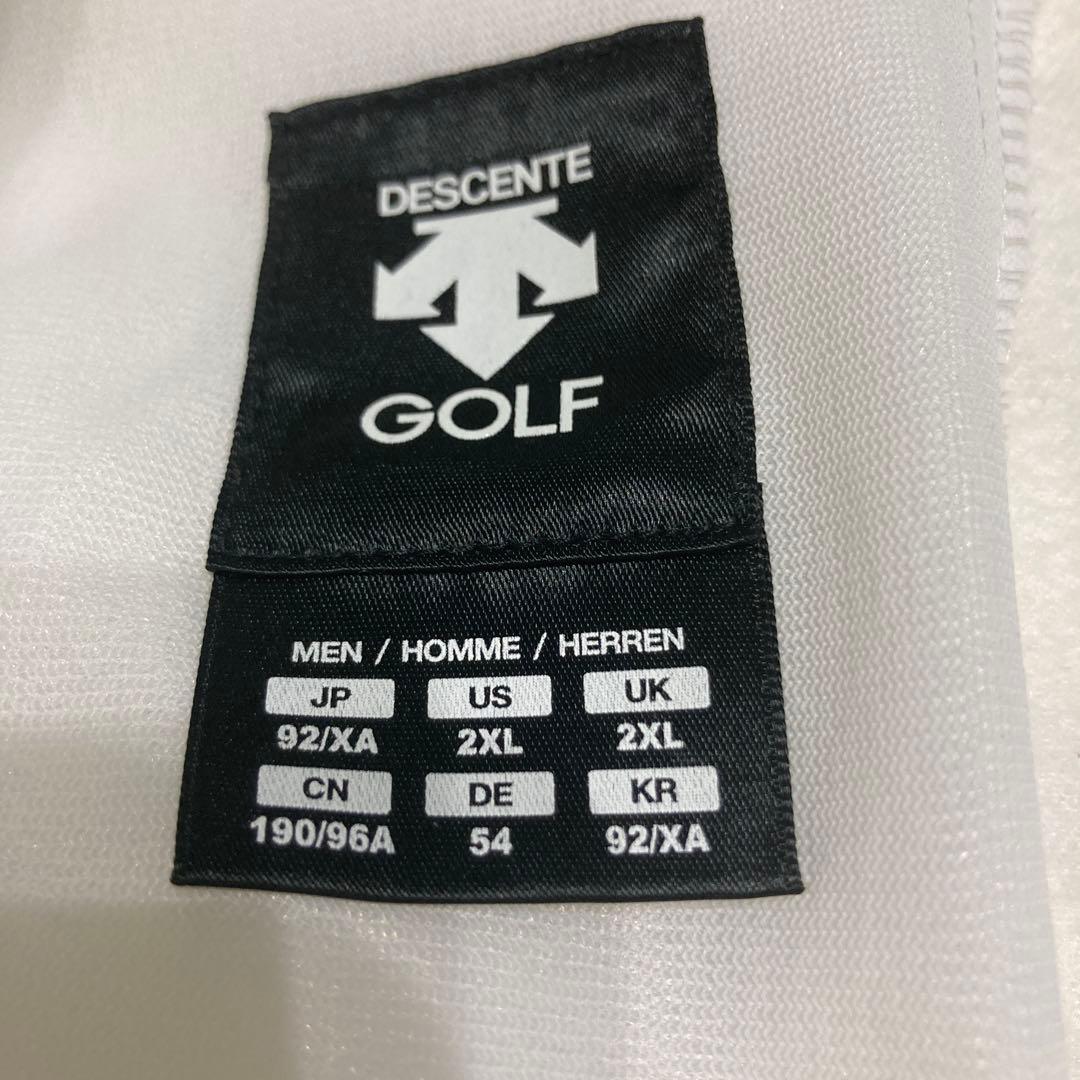 DESCENTE
GOLF
MEN / HOMME / HERREN
JP US UK
92/XA 2XL 2XL
CN DE KR
190/96A 54 92/XA